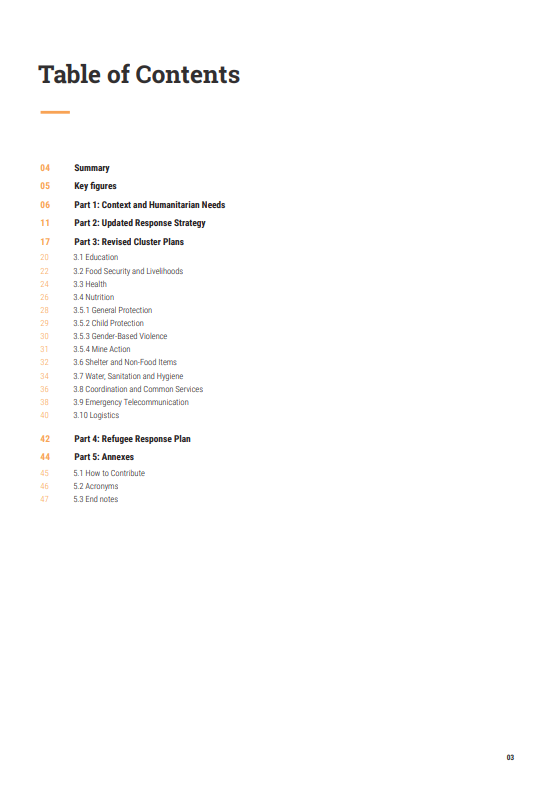 Table of Contents
04 Summary
05 Key figures
06 Part 1: Context and Humanitarian Needs
11 Part 2: Updated Response Strategy
17 Part 3: Revised Cluster Plans
20 3.1 Education
22 3.2 Food Security and Livelihoods
24 3.3 Health
26 3.4 Nutrition
28 3.5.1 General Protection
29 3.5.2 Child Protection
30 3.5.3 Gender-Based Violence
31 3.5.4 Mine Action
32 3.6 Shelter and Non-Food Items
34 3.7 Water, Sanitation and Hygiene
36 3.8 Coordination and Common Services
38 3.9 Emergency Telecommunication
40 3.10 Logistics
42 Part 4: Refugee Response Plan
44 Part 5: Annexes
45 5.1 How to Contribute
46 5.2 Acronyms
47 5.3 End notes
03